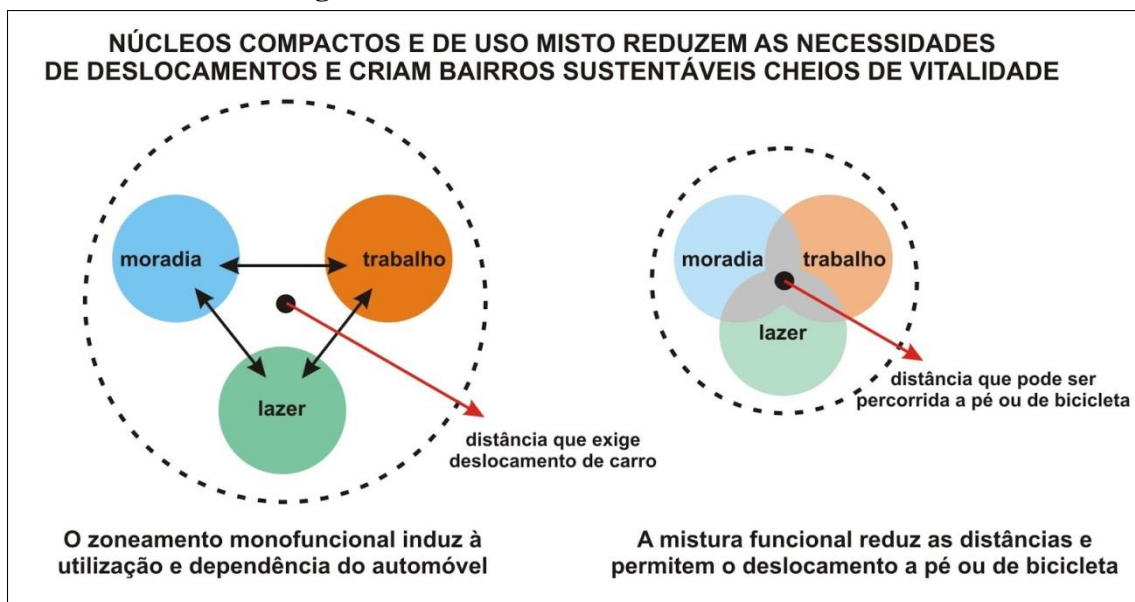 NÚCLEOS COMPACTOS E DE USO MISTO REDUZEM AS NECESSIDADES
DE DESLOCAMENTOS E CRIAM BAIRROS SUSTENTÁVEIS CHEIOS DE VITALIDADE
moradia
trabalho
lazer
distância que exige
deslocamento de carro
O zoneamento monofuncional induz à
utilização e dependência do automóvel
moradia
trabalho
lazer
distância que pode ser
percorrida a pé ou de bicicleta
A mistura funcional reduz as distâncias e
permitem o deslocamento a pé ou de bicicleta